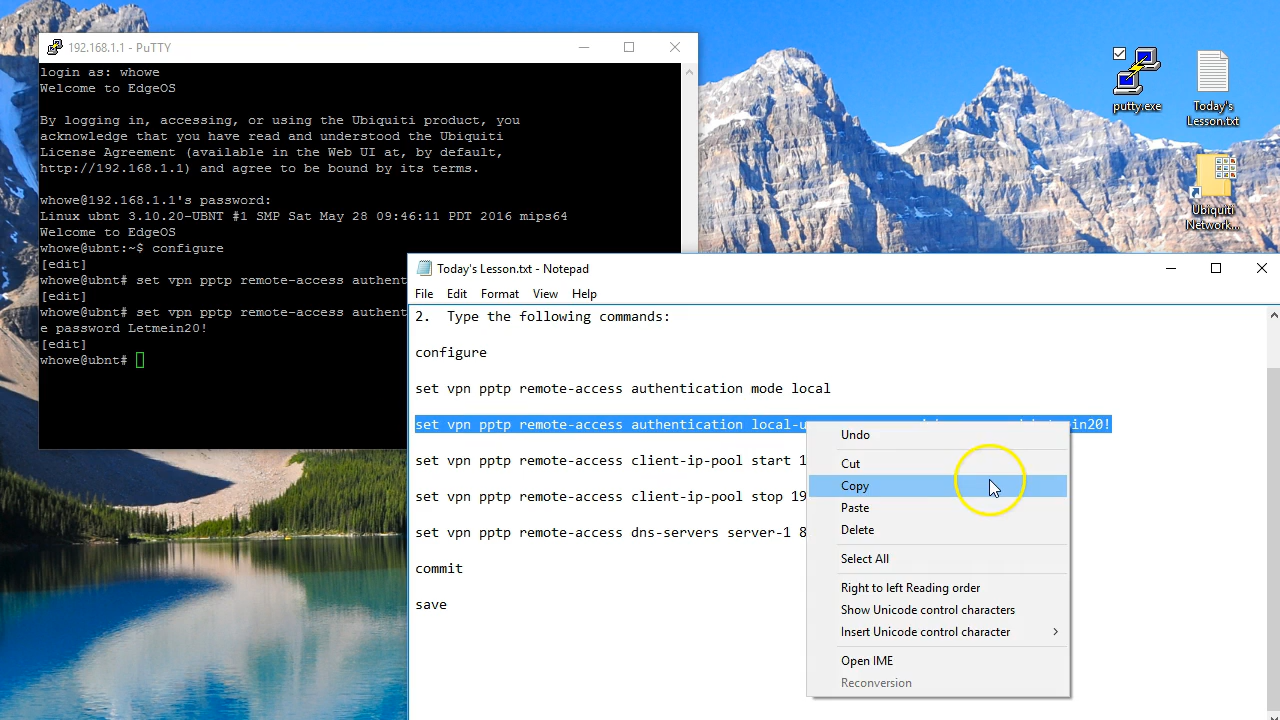 192.168.1.1 - PuTTY
login as: whowe
Welcome to EdgeOS
By logging in, accessing, or using the Ubiquiti product, you
acknowledge that you have read and understood the Ubiquiti
License Agreement (available in the Web UI at, by default,
http://192.168.1.1) and agree to be bound by its terms.
whowe@192.168.1.1's password:
Linux ubnt 3.10.20-UBNT #1 SMP Sat May 28 09:46:11 PDT 2016 mips64
Welcome to EdgeOS
whowe@ubnt:~$ configure
[edit]
whowe@ubnt# set vpn pptp remote-access authent
[edit]
whowe@ubnt# set vpn pptp remote-access authent
e password Letmein20!
[edit]
whowe@ubnt#
putty.exe
Today's
Lesson.txt
Ubiquiti
Network...
Today's Lesson.txt - Notepad
File Edit Format View Help
2. Type the following commands:
configure
set vpn pptp remote-access authentication mode local
set vpn pptp remote-access authentication local-u in20!
set vpn pptp remote-access client-ip-pool start 1
set vpn pptp remote-access client-ip-pool stop 19
set vpn pptp remote-access dns-servers server-1 8
commit
save
Undo
Cut
Copy
Paste
Delete
Select All
Right to left Reading order
Show Unicode control characters
Insert Unicode control character
Open IME
Reconversion